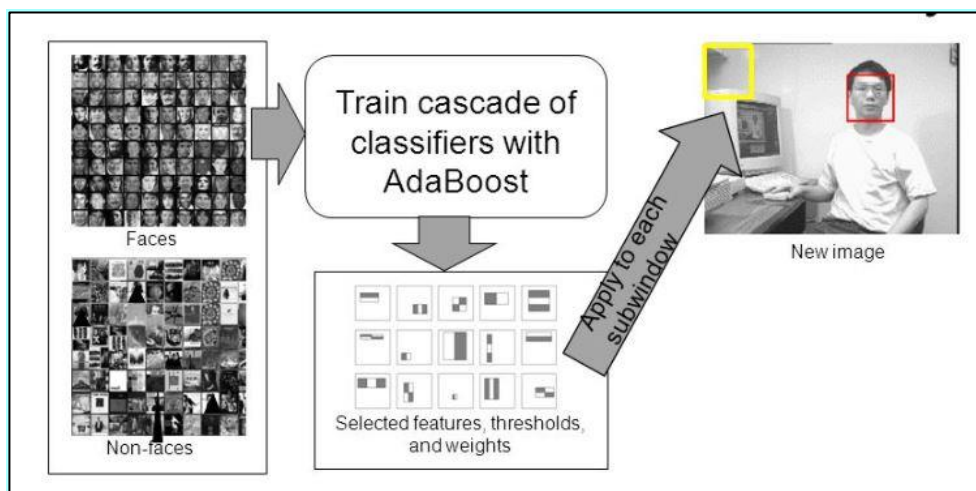 Faces
Non-faces
Train cascade of
classifiers with
AdaBoost
Selected features, thresholds,
and weights
Apply to each
subwindow
New image